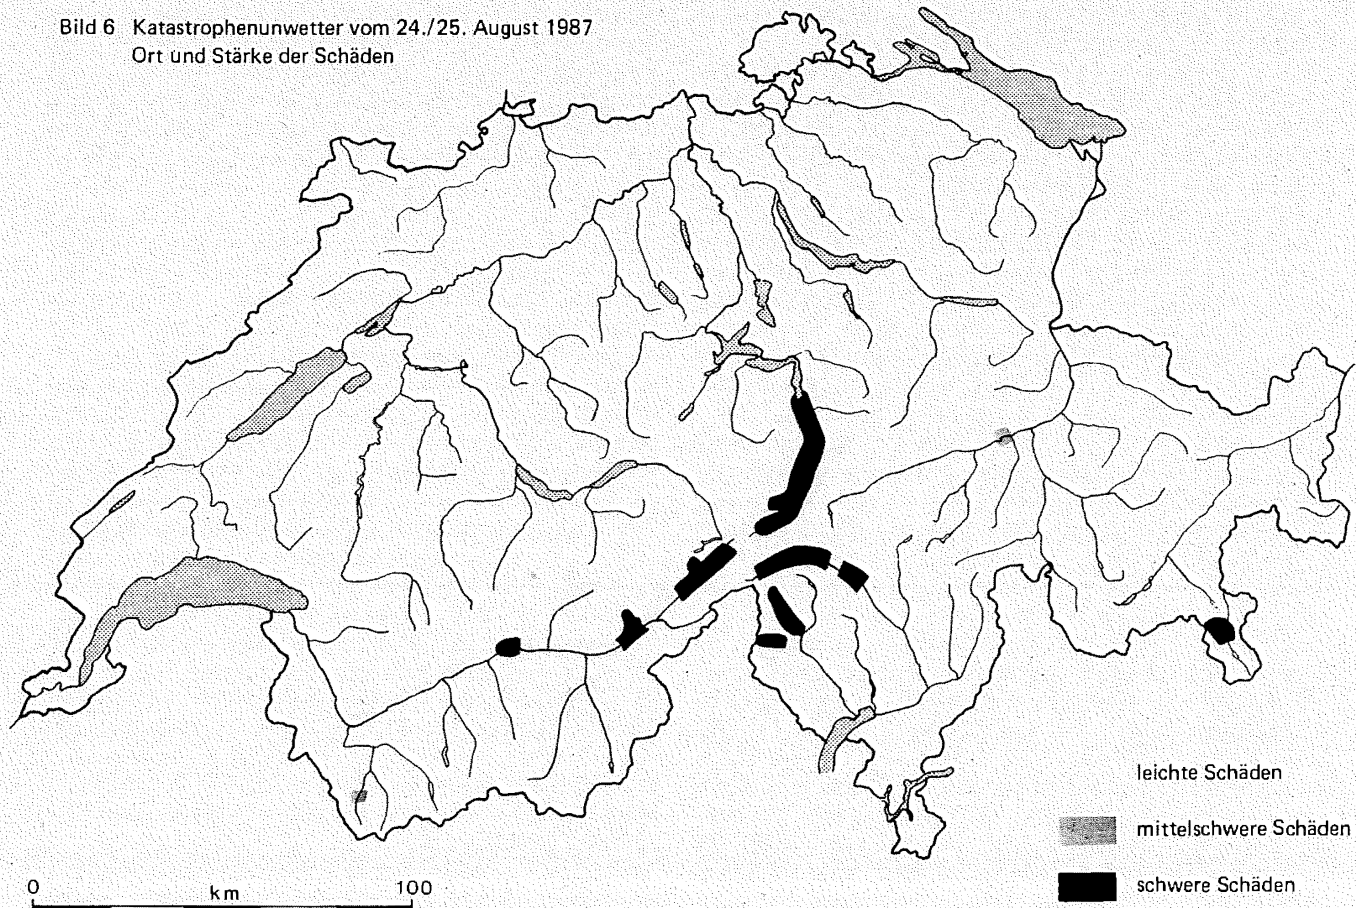 Bild 6 Katastrophenunwetter vom 24./25. August 1987
Ort und Stärke der Schäden
leichte Schäden
mittelschwere Schäden
schwere Schäden
0 km 100